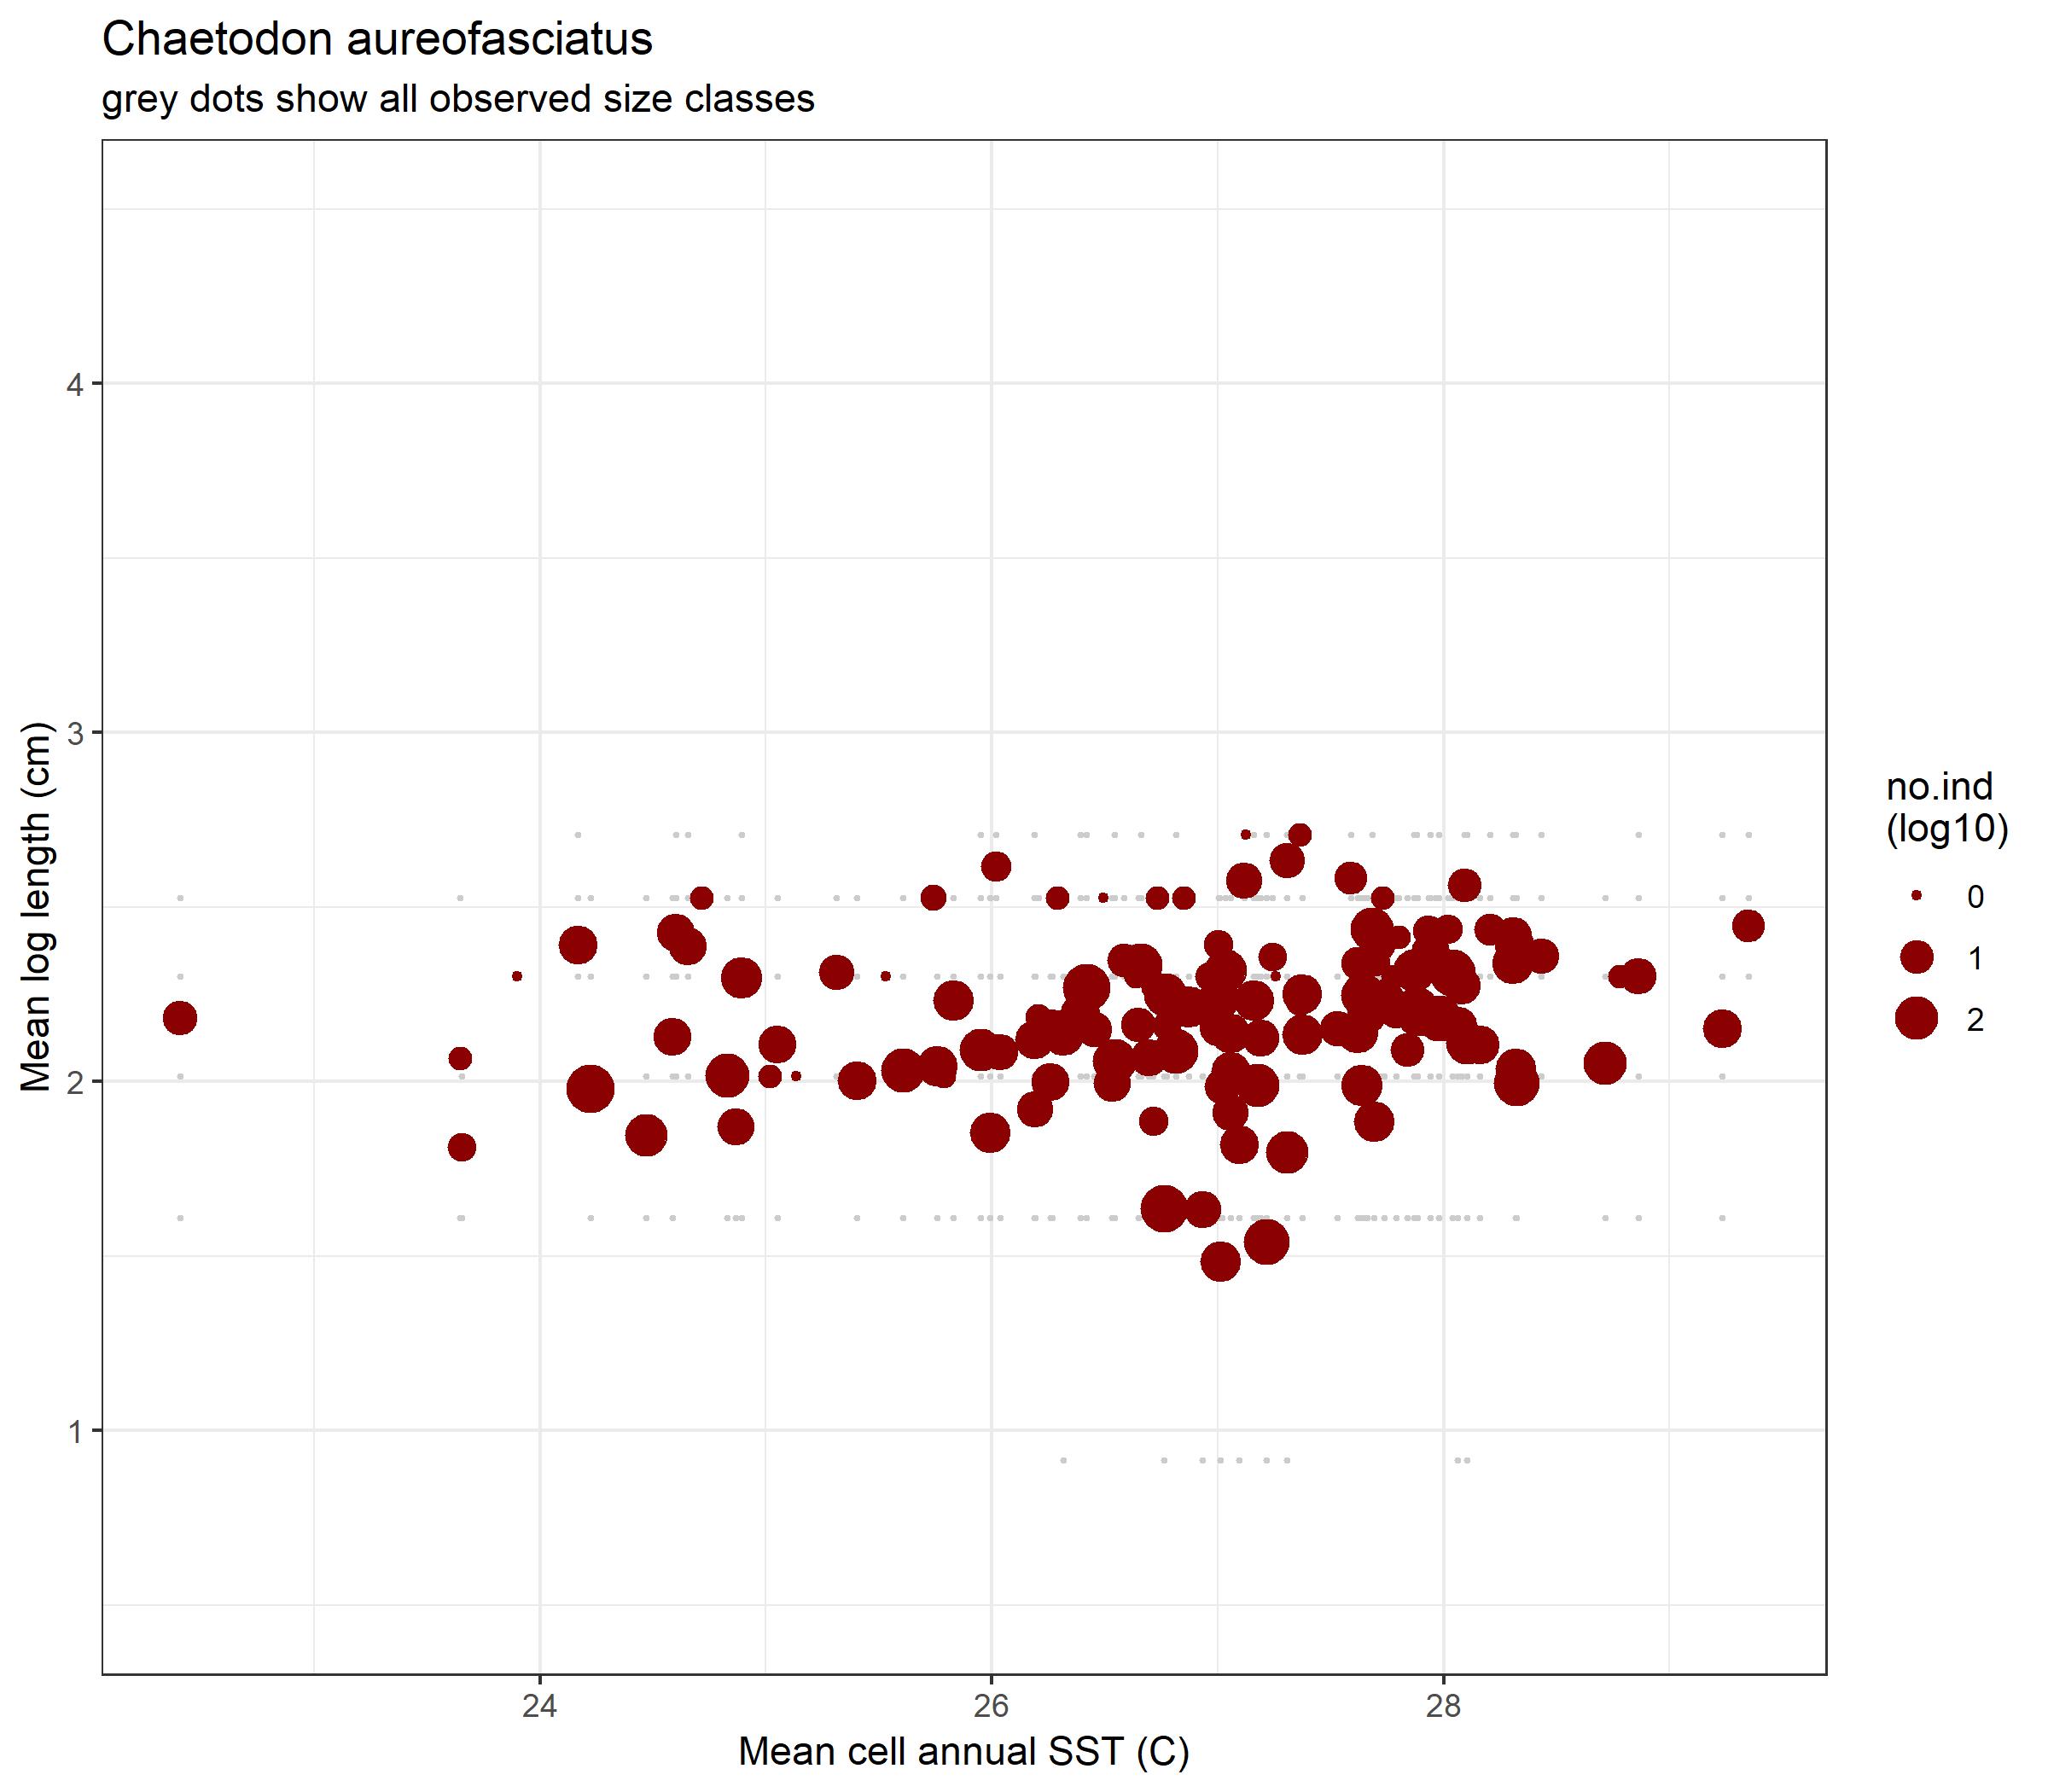 Chaetodon aureofasciatus
grey dots show all observed size classes
4
3
2
1
Mean log length (cm)
24
26
28
Mean cell annual SST (C)
no.ind
(log10)
0
1
2